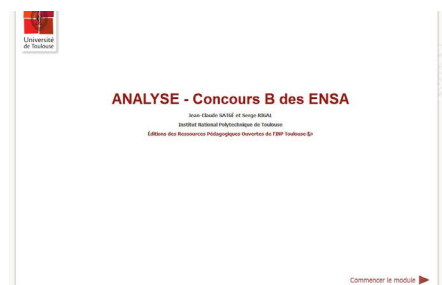 Université
de Toulouse
ANALYSE - Concours B des ENSA
Jean-Claude SATGÉ et Serge RIGAL
Institut National Polytechnique de Toulouse
Éditions des Ressources Pédagogiques Ouvertes de l'INP Toulouse
Commencer le module